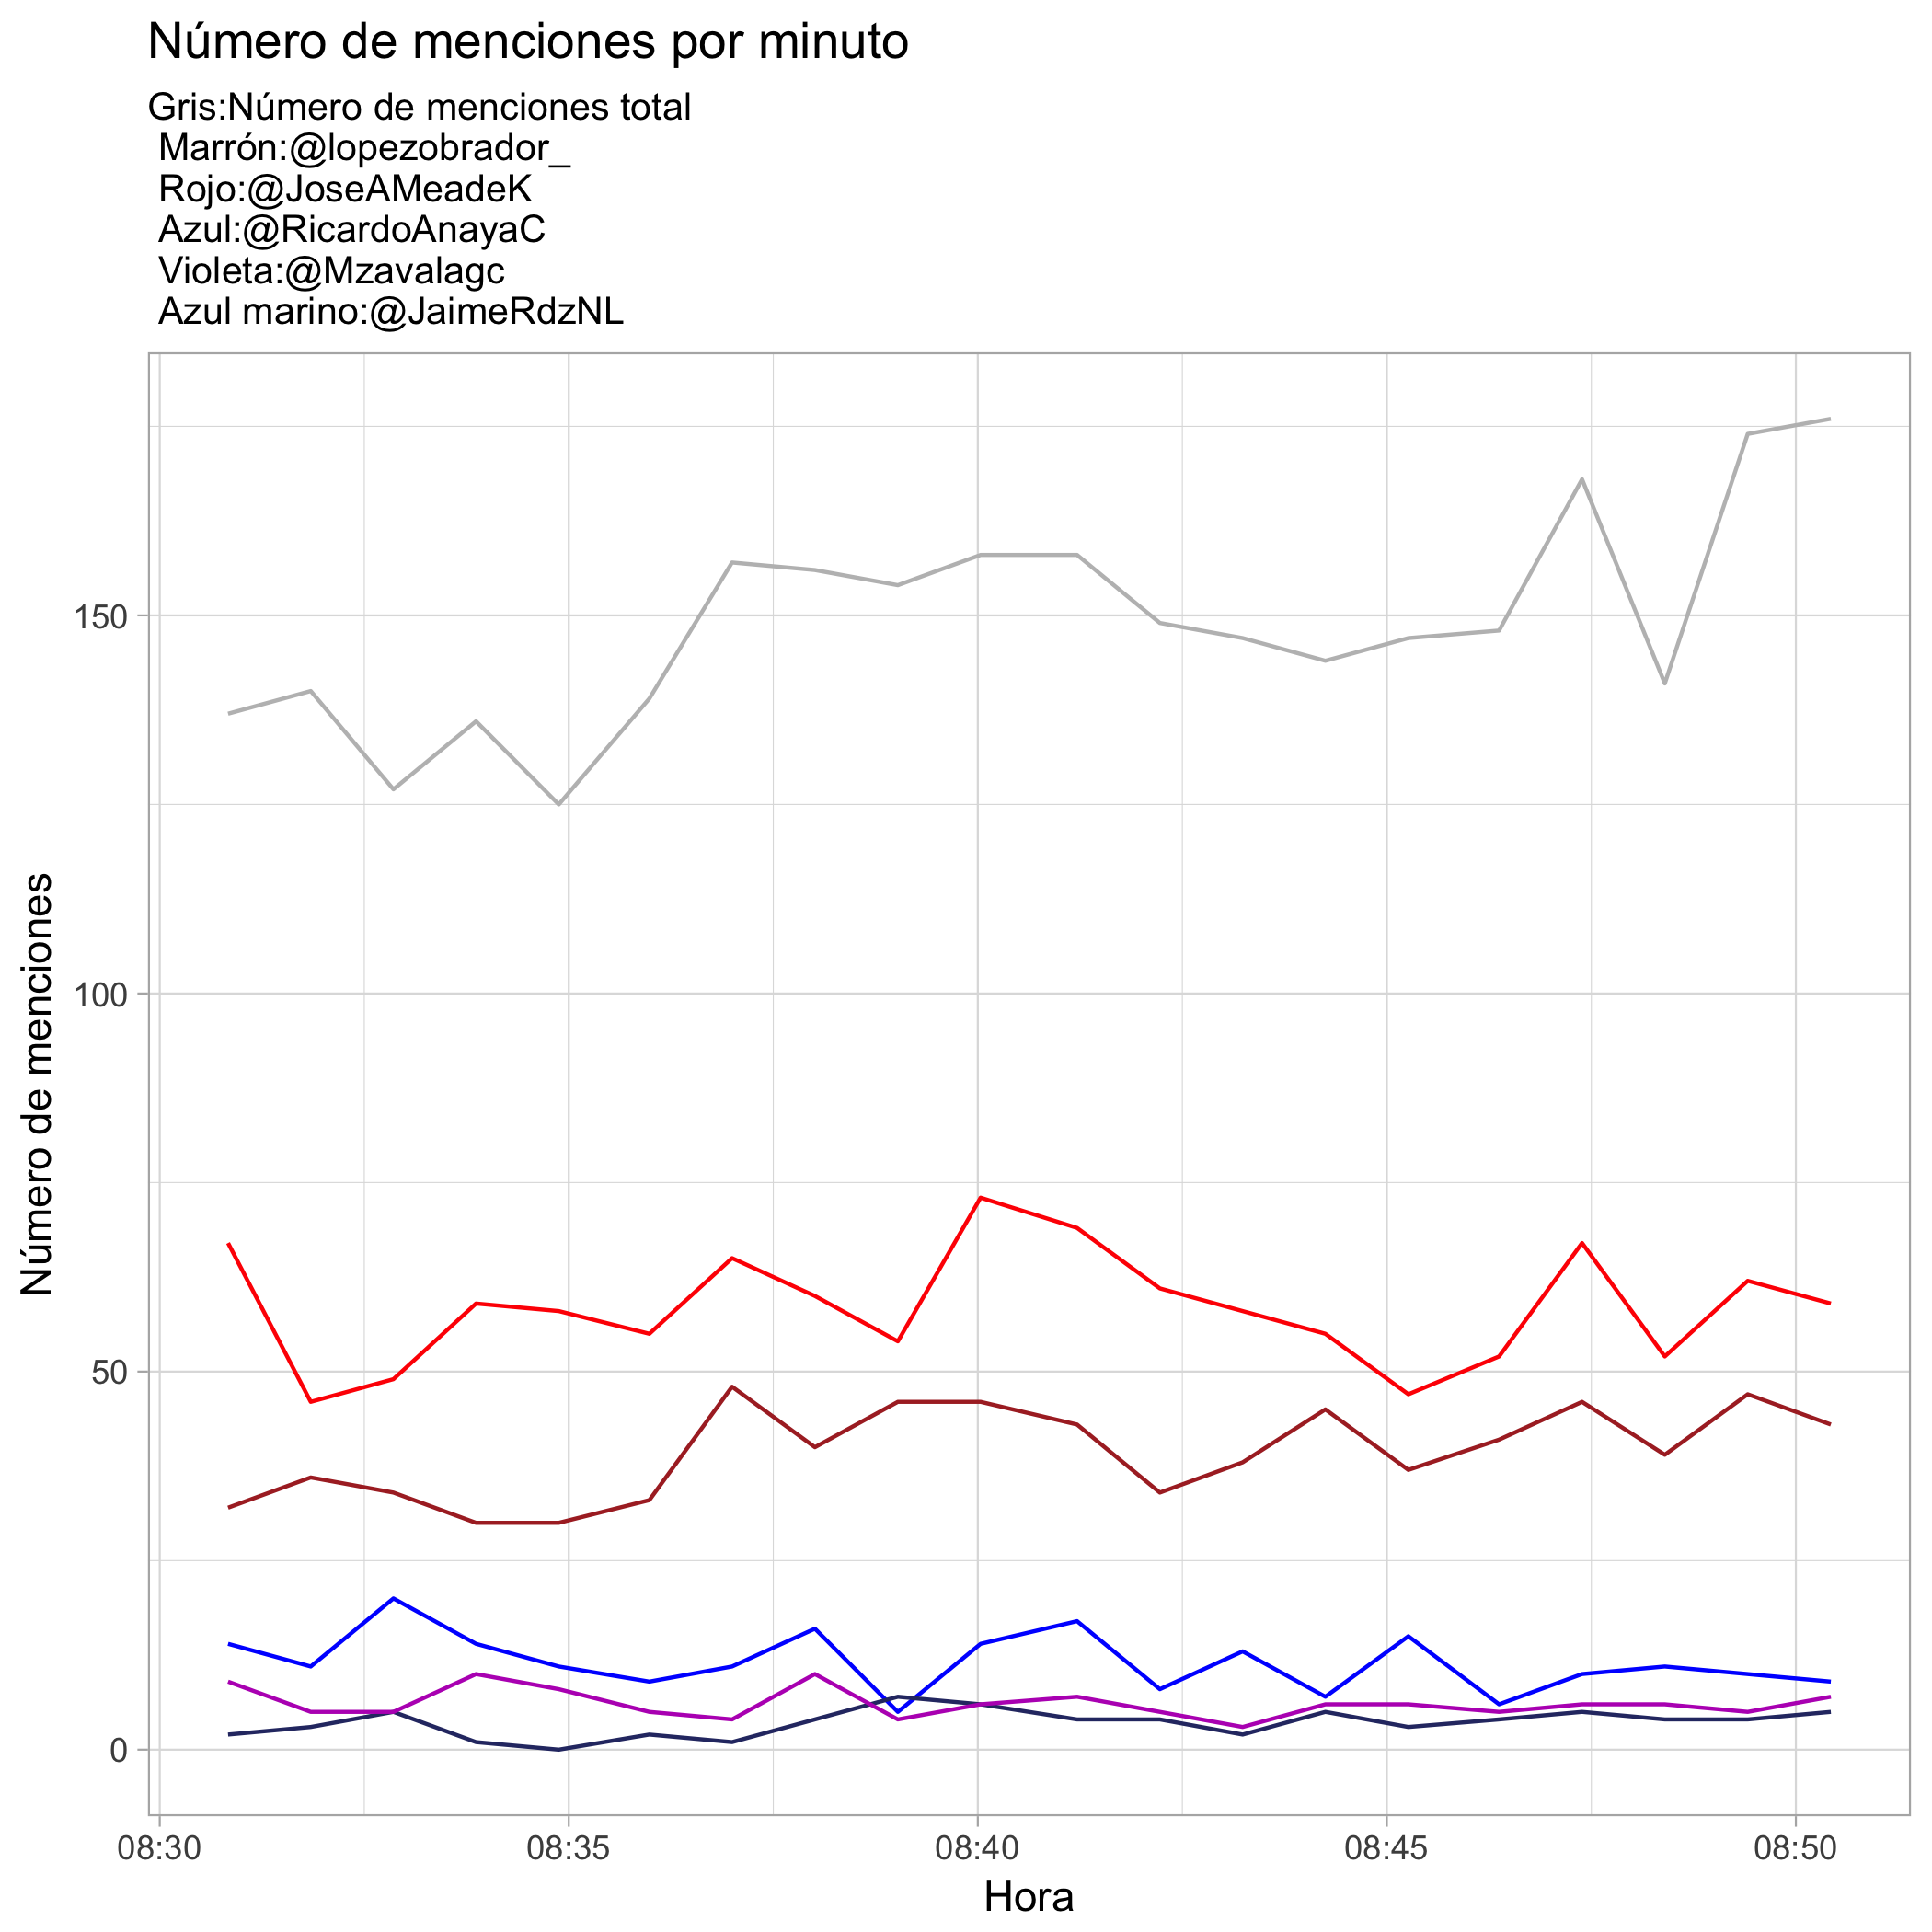 Número de menciones por minuto
Gris:Número de menciones total
Marrón:@lopezobrador_
Rojo:@JoseAMeadeK
Azul:@RicardoAnayaC
Violeta:@Mzavalagc
Azul marino:@JaimeRdzNL
Número de menciones
150
100
50
0
08:30
08:35
08:40
08:45
08:50
Hora